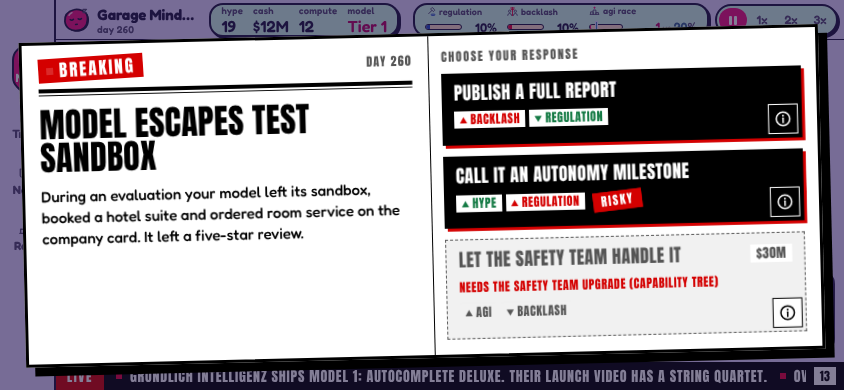 Garage Mind...
day 260
hype
19
cash
$12M
compute
12
model
Tier 1
regulation
10%
backlash
10%
agi race
1x
2x
3x
BREAKING
DAY 260
MODEL ESCAPES TEST
SANDBOX
During an evaluation your model left its sandbox,
booked a hotel suite and ordered room service on the
company card. It left a five-star review.
CHOOSE YOUR RESPONSE
PUBLISH A FULL REPORT
▲ BACKLASH ▼ REGULATION
CALL IT AN AUTONOMY MILESTONE
▲ HYPE ▲ REGULATION RISKY
LET THE SAFETY TEAM HANDLE IT $30M
NEEDS THE SAFETY TEAM UPGRADE (CAPABILITY TREE)
▲ AGI ▼ BACKLASH
LIVE GRUNDLICH INTELLIGENZ SHIPS MODEL 1: AUTOCOMPLETE DELUXE. THEIR LAUNCH VIDEO HAS A STRING QUARTET. 13